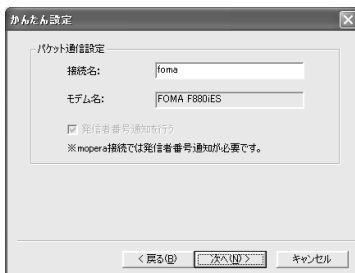 かんたん設定
パケット通信設定
接続名: foma
モデム名: FOMA F880iES
発信者番号通知を行う
※mopera接続では発信者番号通知が必要です。
< 戻る(B) 次へ(N) > キャンセル